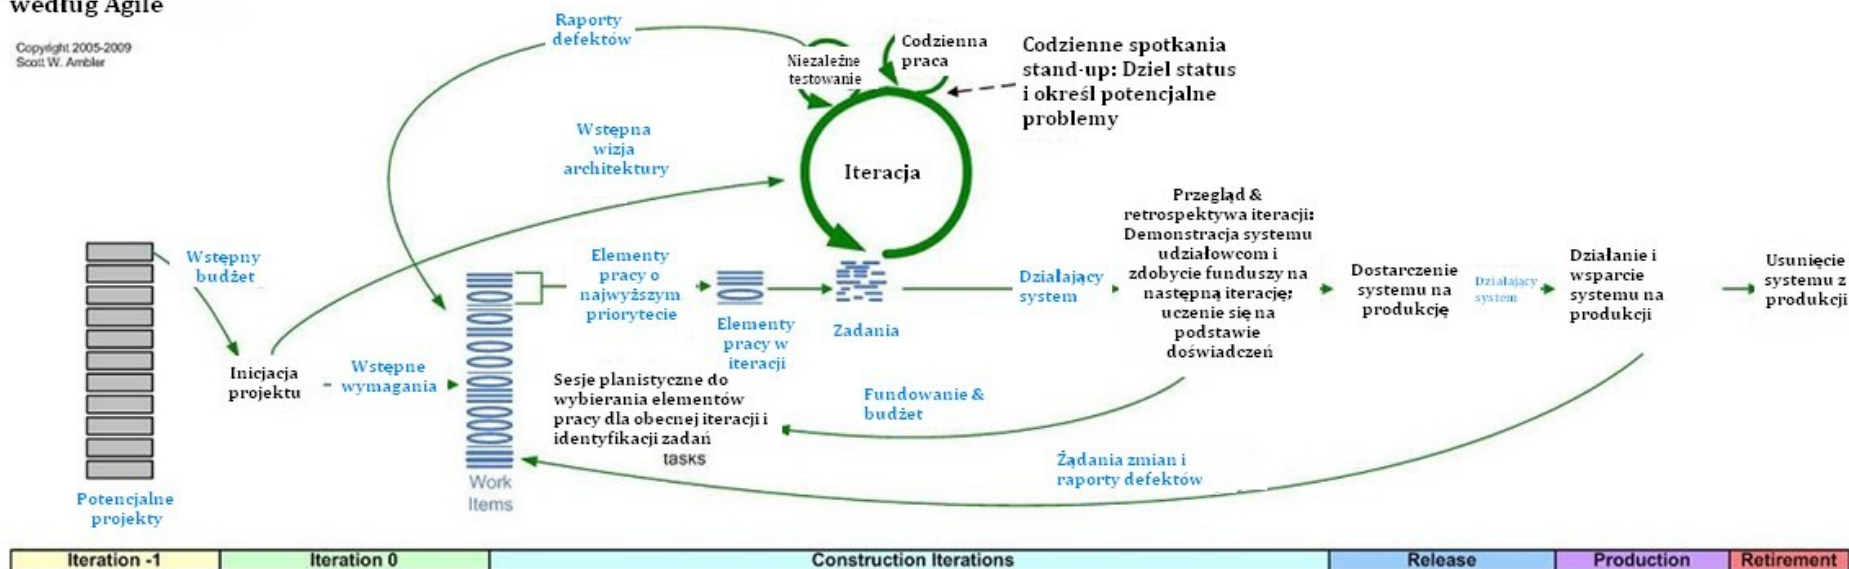 według Agile
Copyright 2005-2009
Scott W. Ambler
Raporty
defektów
Niezależne
testowanie
Codzienna
praca
Codzienne spotkania
stand-up: Dziel status
i określ potencjalne
problemy
Wstępna
wizja
architektury
Iteracja
Wstępny
budżet
Elementy
pracy o
najwyższym
priorytecie
Elementy
pracy w
iteracji
Zadania
Działający
system
Przegląd &
retrospektywa iteracji:
Demonstracja systemu
udziałowcom i
zdobycie funduszy na
następną iterację;
uczenie się na
podstawie
doświadczeń
Dostarczenie
systemu na
produkcję
Działający
system
Działanie i
wsparcie
systemu na
produkcji
Usunięcie
systemu z
produkcji
Inicjacja
projektu
Wstępne
wymagania
Sesje planistyczne do
wybierania elementów
pracy dla obecnej iteracji i
identyfikacji zadań
tasks
Fundowanie &
budżet
Żądania zmian i
raporty defektów
Work
Items
Potencjalne
projekty
Iteration -1
Iteration 0
Construction Iterations
Release
Production
Retirement